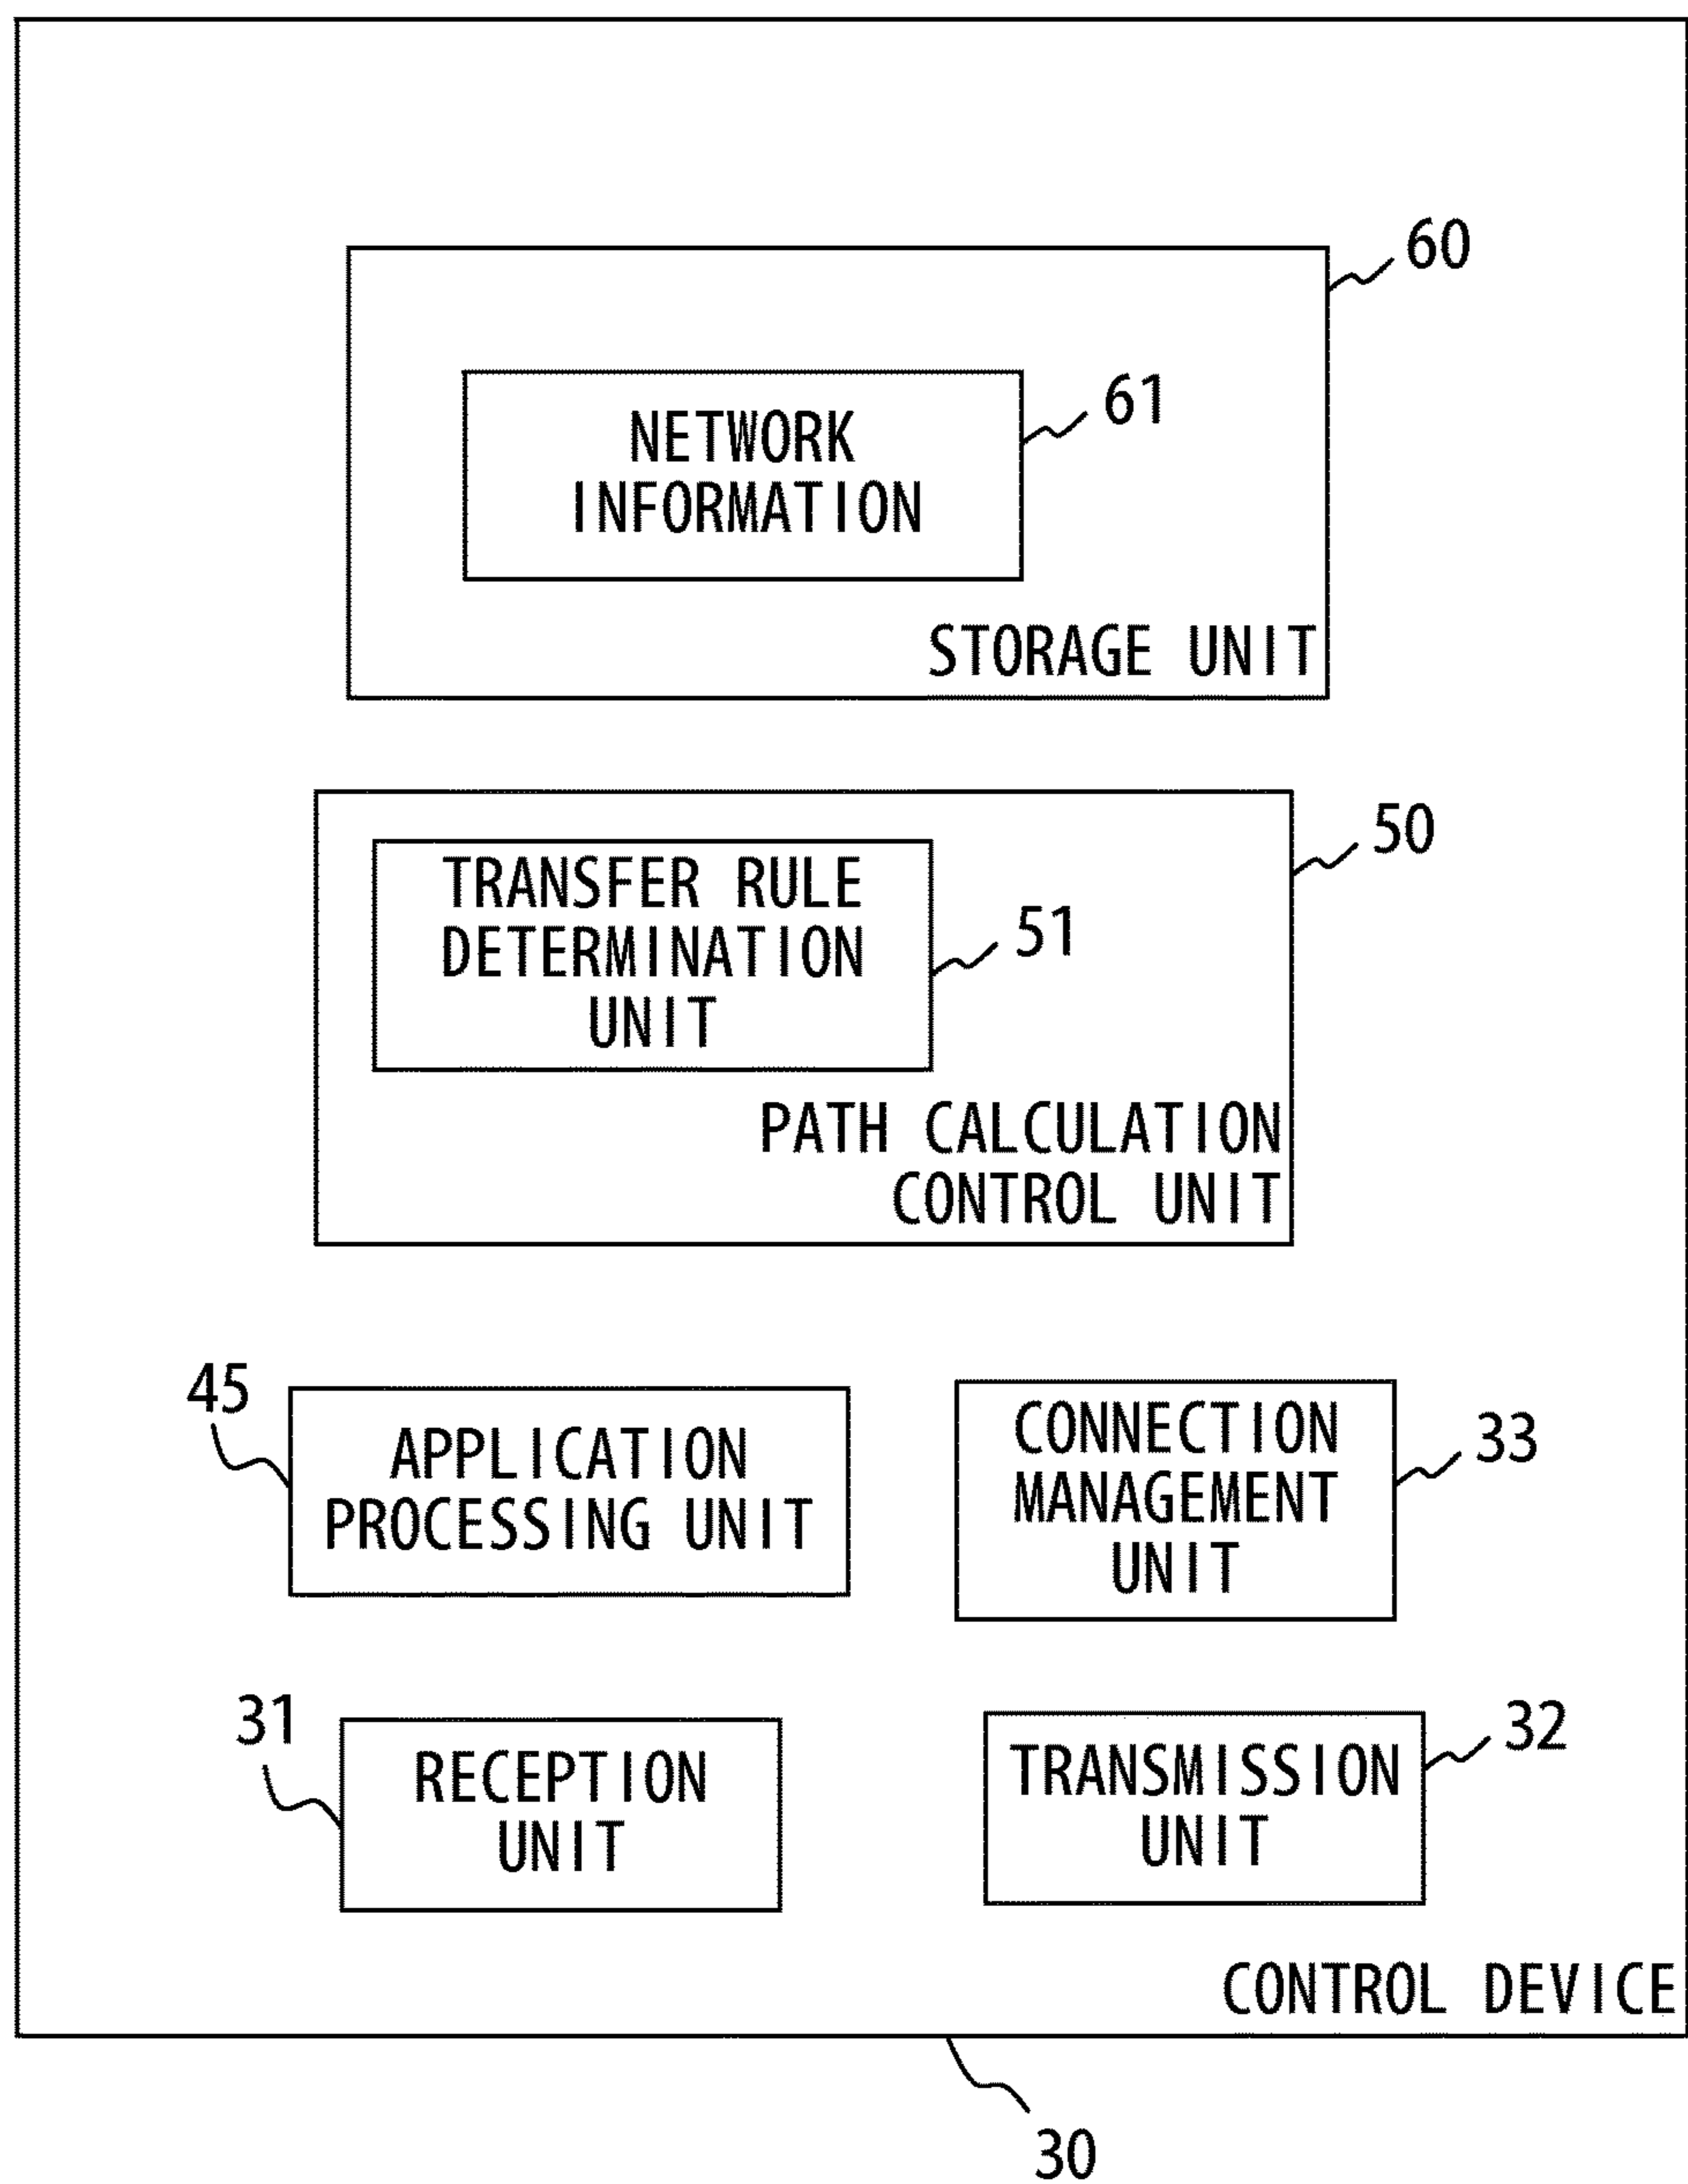 60
NETWORK
INFORMATION
61
STORAGE UNIT
50
TRANSFER RULE
DETERMINATION
UNIT
51
PATH CALCULATION
CONTROL UNIT
45
APPLICATION
PROCESSING UNIT
CONNECTION
MANAGEMENT
UNIT
33
31
RECEPTION
UNIT
TRANSMISSION
UNIT
32
CONTROL DEVICE
30